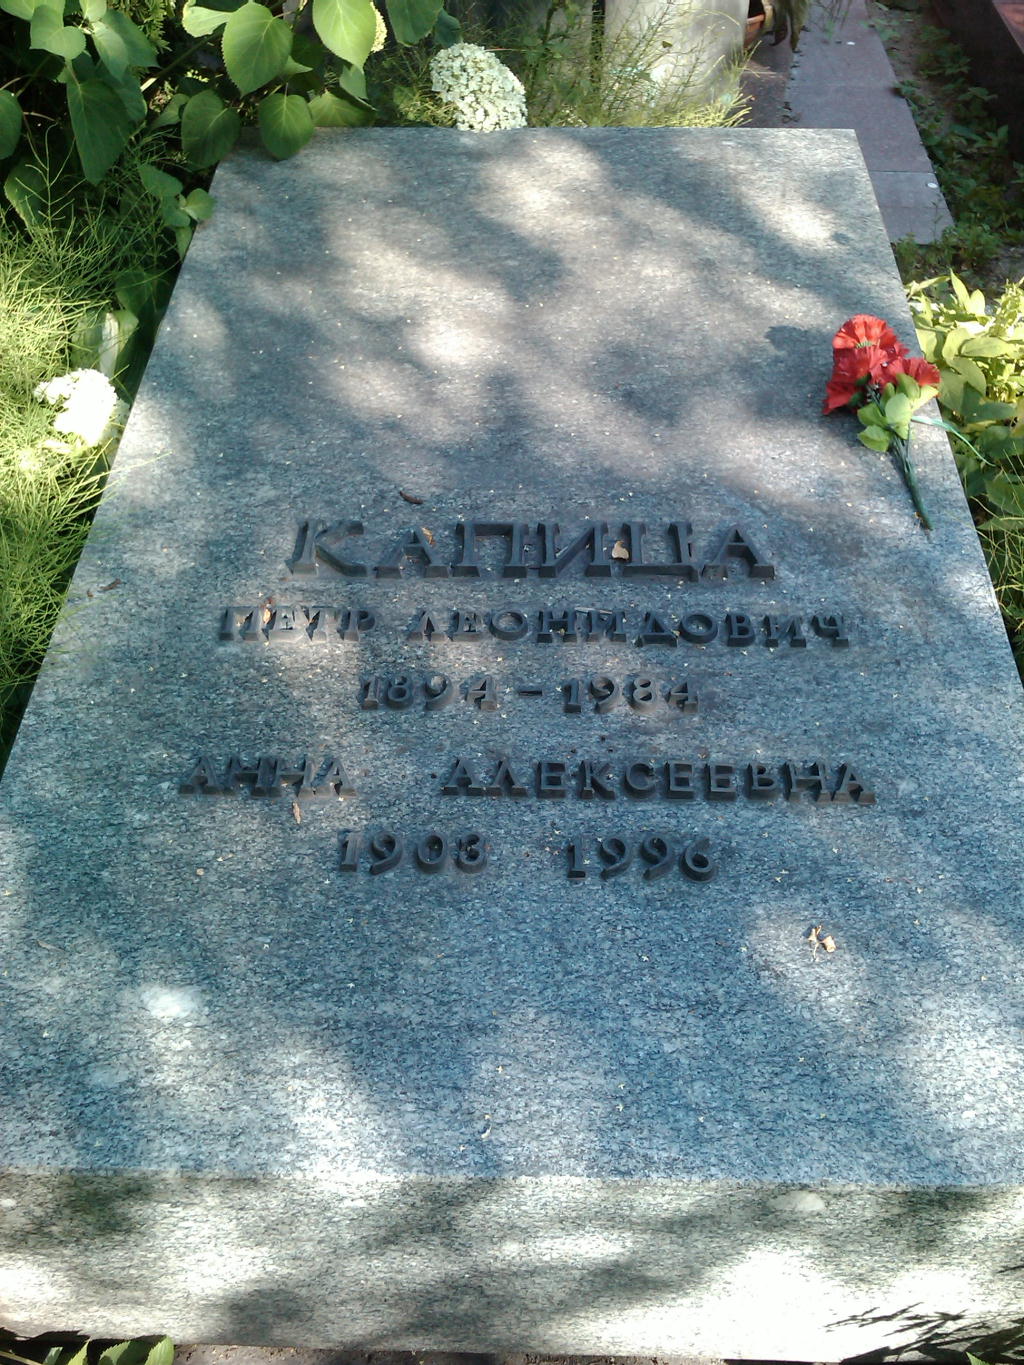 КАПИЦА
ПЕТР ЛЕОНИДОВИЧ
1894 - 1984
АННА АЛЕКСЕЕВНА
1903 1996